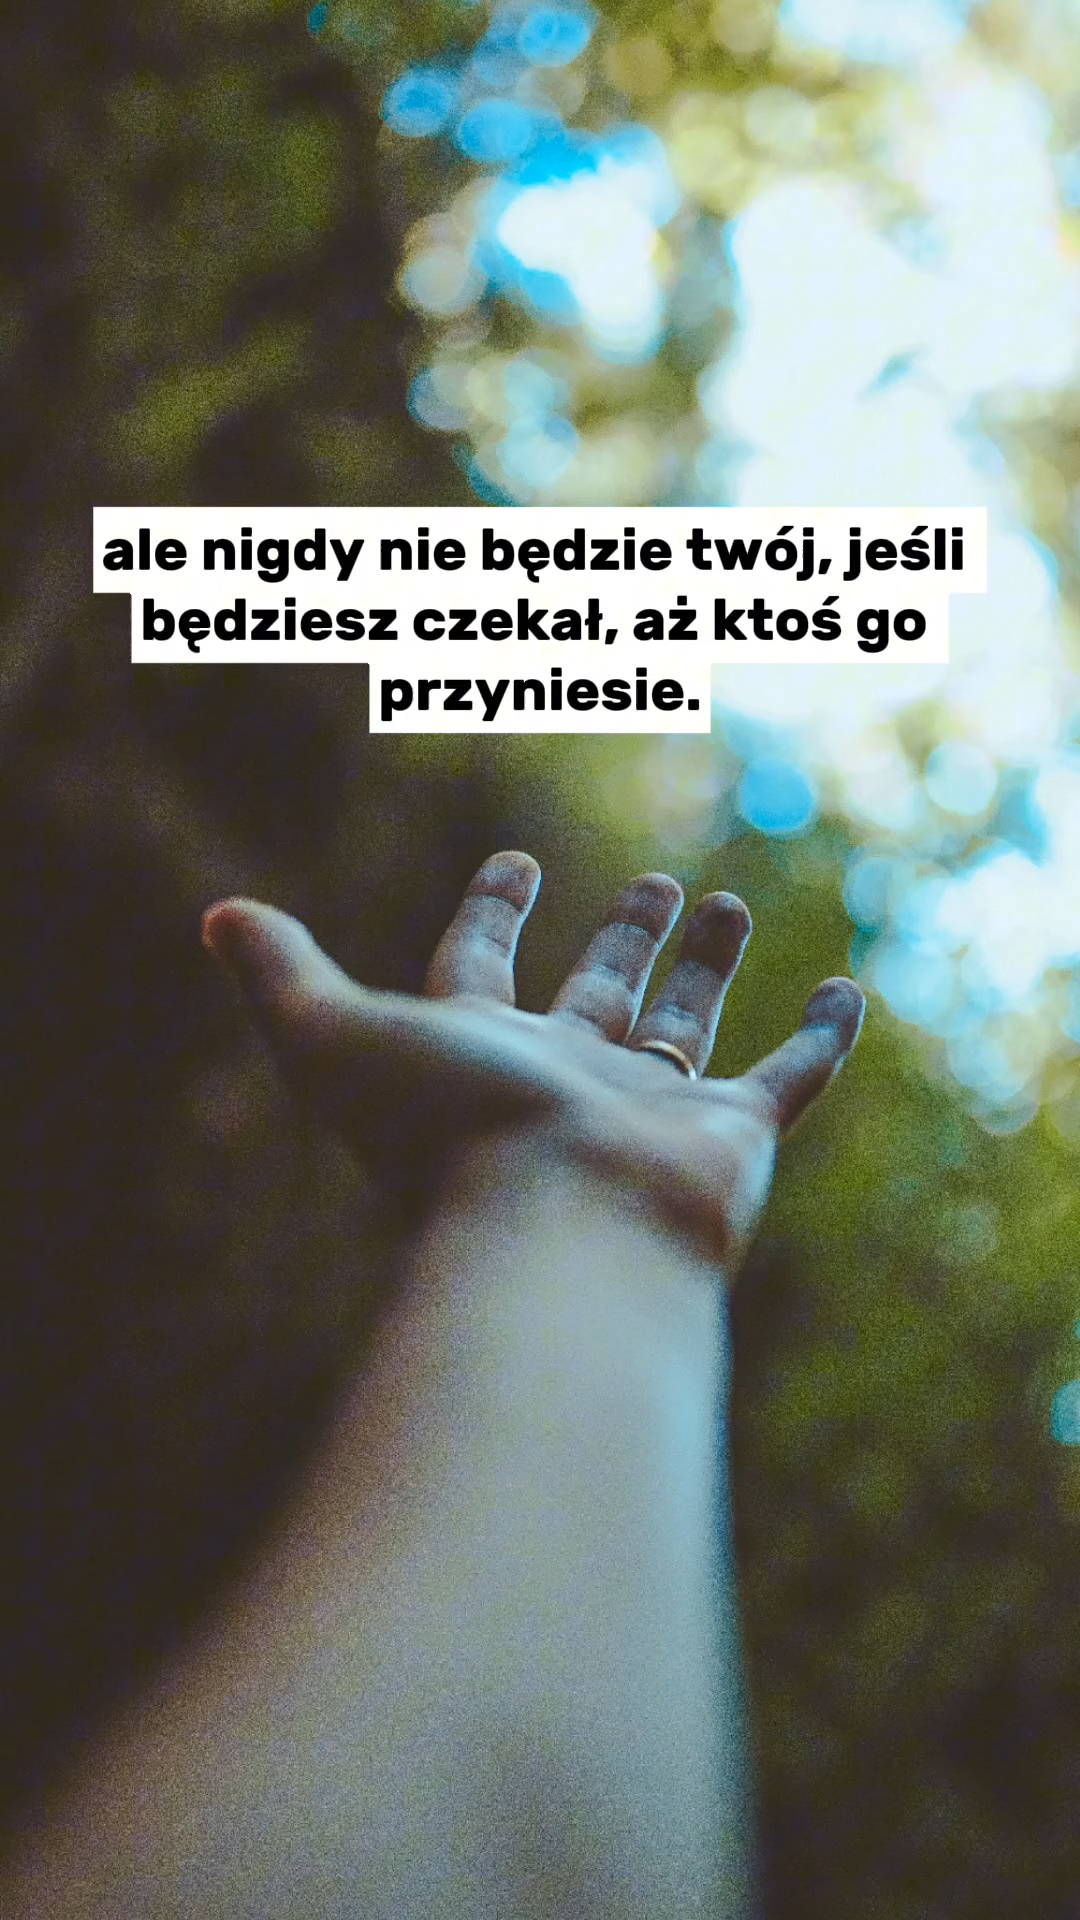 ale nigdy nie będzie twój, jeśli
będziesz czekał, aż ktoś go
przyniesie.